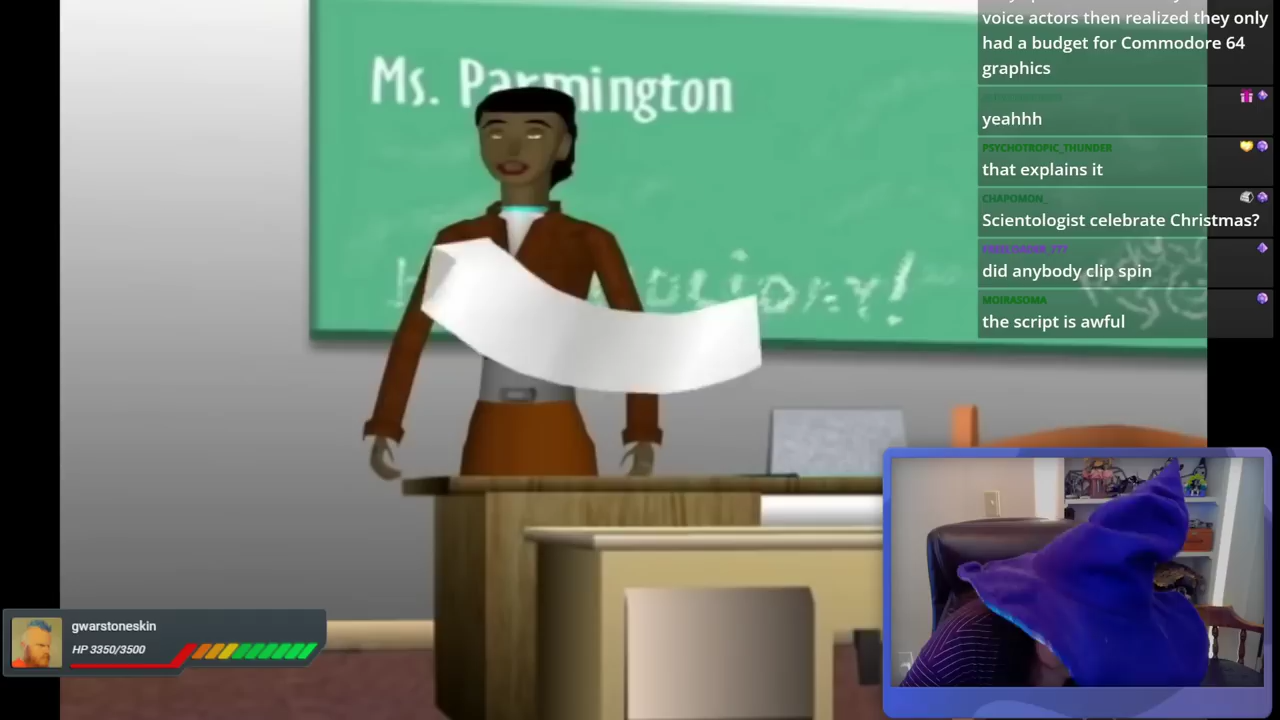 Ms. Parmington
voice actors then realized they only
had a budget for Commodore 64
graphics
yeahhh
PSYCHOTROPIC_THUNDER
that explains it
CHAPOMON_
Scientologist celebrate Christmas?
did anybody clip spin
MOIRASOMA
the script is awful
gwarstoneskin
HP 3350/3500